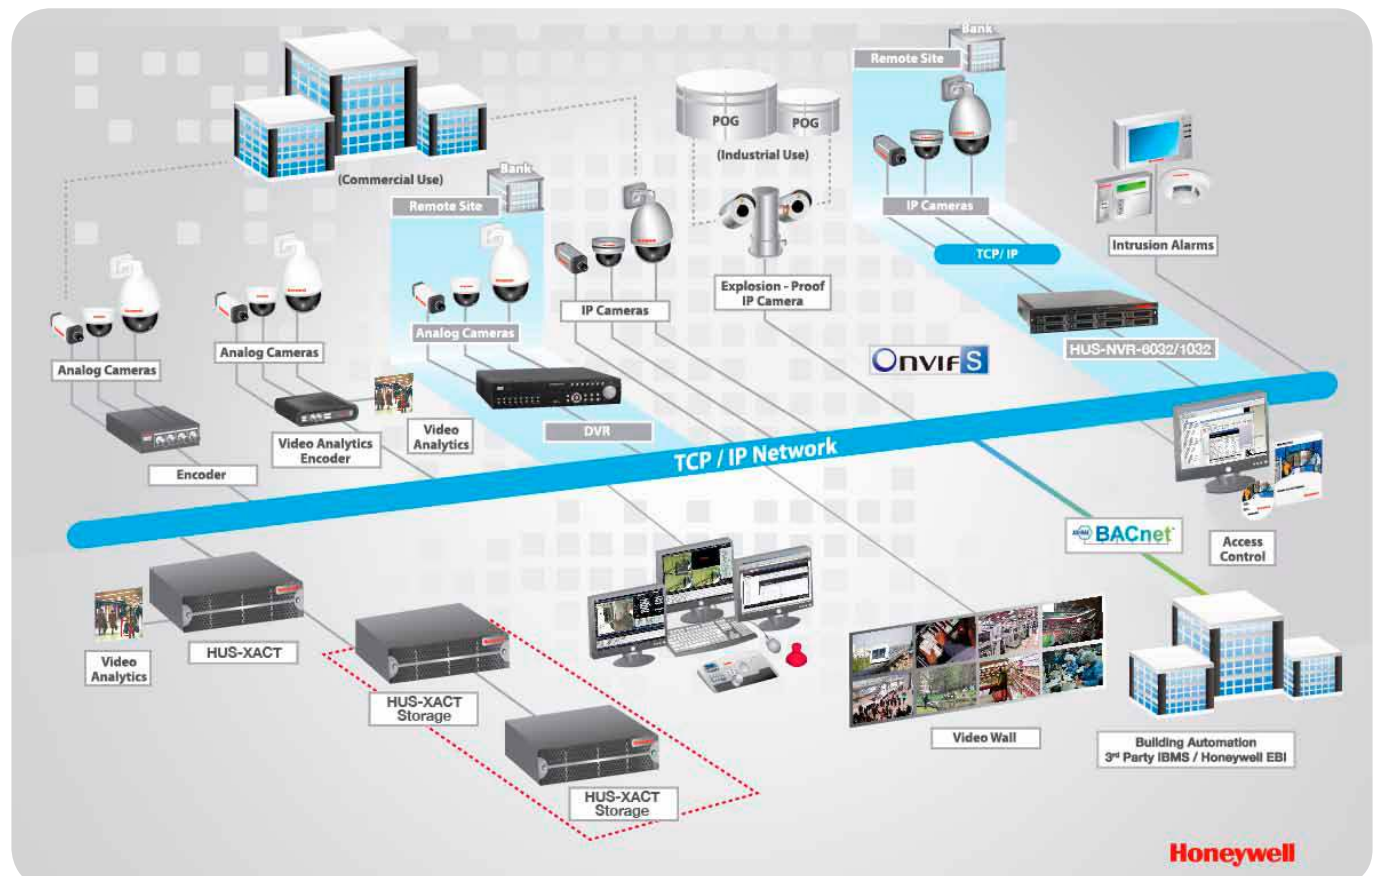 Bank
Remote Site
POG
POG
(Industrial Use)
(Commercial Use)
Bank
Remote Site
IP Cameras
TCP/ IP
Intrusion Alarms
Explosion - Proof
IP Camera
IP Cameras
Analog Cameras
Analog Cameras
Analog Cameras
HUS-NVR-6032/1032
ONVIF S
Video
Analytics
DVR
Video Analytics
Encoder
Encoder
TCP / IP Network
BACnet
Access
Control
HUS-XACT
Video
Analytics
HUS-XACT
Storage
HUS-XACT
Storage
Video Wall
Building Automation
3rd Party IBMS / Honeywell EBI
Honeywell